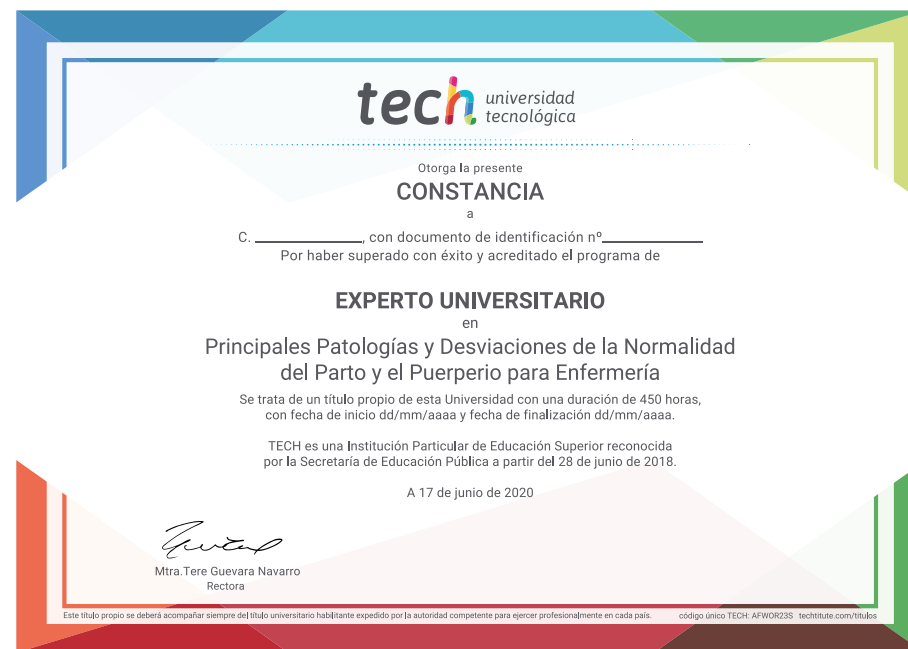 tech universidad
tecnológica
Otorga la presente
CONSTANCIA
a
C. ____________, con documento de identificación nº____________
Por haber superado con éxito y acreditado el programa de
EXPERTO UNIVERSITARIO
en
Principales Patologías y Desviaciones de la Normalidad
del Parto y el Puerperio para Enfermería
Se trata de un título propio de esta Universidad con una duración de 450 horas,
con fecha de inicio dd/mm/aaaa y fecha de finalización dd/mm/aaaa.
TECH es una Institución Particular de Educación Superior reconocida
por la Secretaría de Educación Pública a partir del 28 de junio de 2018.
A 17 de junio de 2020
Mtra.Tere Guevara Navarro
Rectora
Este título propio se deberá acompañar siempre del título universitario habilitante expedido por la autoridad competente para ejercer profesionalmente en cada país. código único TECH: AFWOR23S techtitute.com/títulos